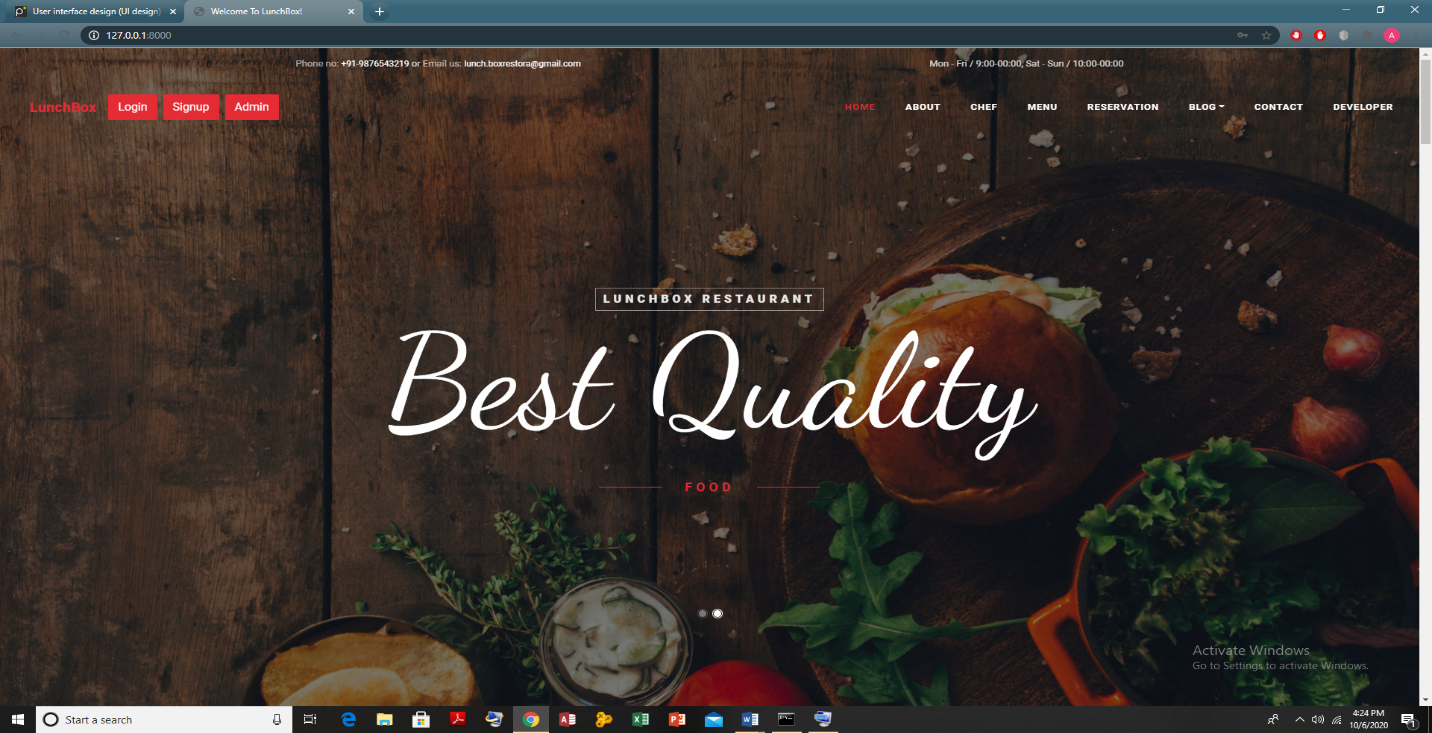 User interface design (UI design)
Welcome To LunchBox!
127.0.0.1:8000
A
Phone no: +91-9876543219 or Email us: lunch.boxrestora@gmail.com
Mon - Fri / 9:00-00:00, Sat - Sun / 10:00-00:00
LunchBox Login Signup Admin
HOME ABOUT CHEF MENU RESERVATION BLOG CONTACT DEVELOPER
LUNCHBOX RESTAURANT
Best Quality
FOOD
Activate Windows
Go to Settings to activate Windows.
Start a search
4:24 PM
10/6/2020
1